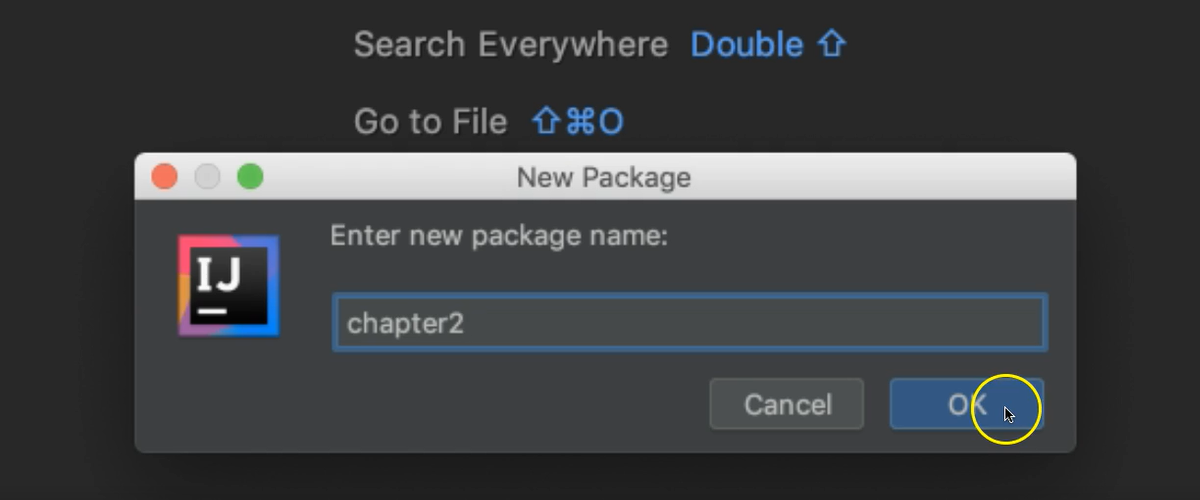 Search Everywhere Double ⇧
Go to File ⇧⌘O
New Package
IJ
Enter new package name:
chapter2
Cancel
OK